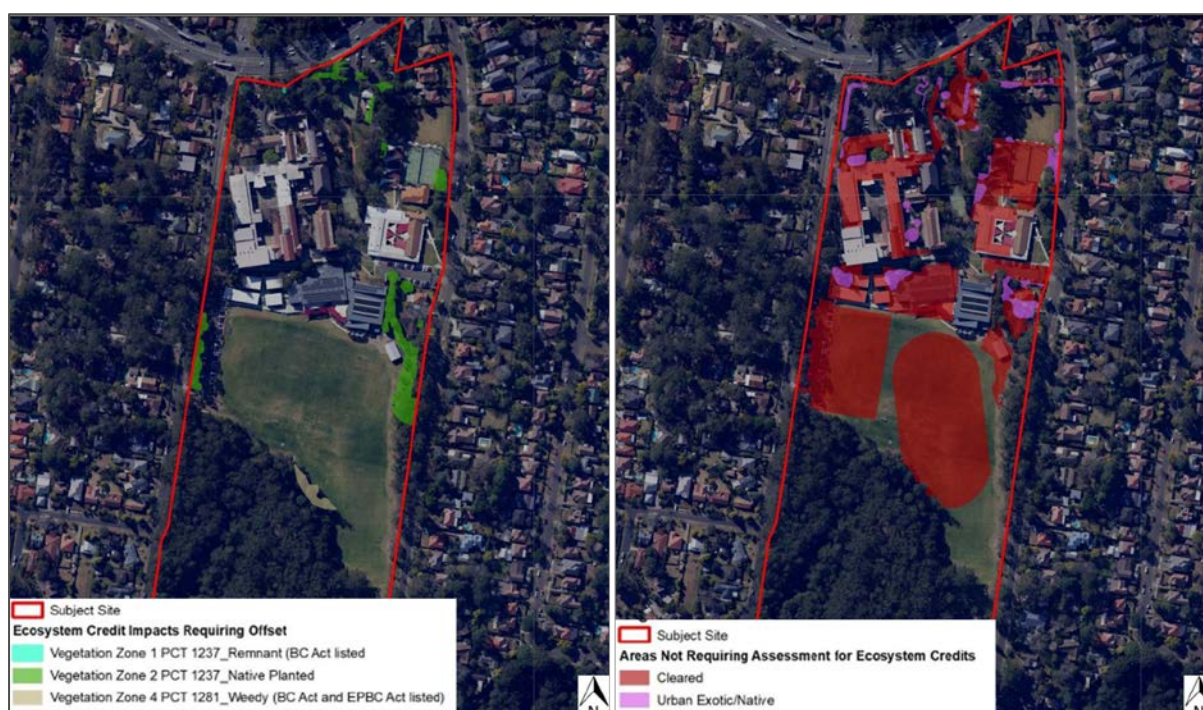 Subject Site
Ecosystem Credit Impacts Requiring Offset
Vegetation Zone 1 PCT 1237_Remnant (BC Act listed
Vegetation Zone 2 PCT 1237_Native Planted
Vegetation Zone 4 PCT 1281_Weedy (BC Act and EPBC Act listed)
N
Subject Site
Areas Not Requiring Assessment for Ecosystem Credits
Cleared
Urban Exotic/Native
N